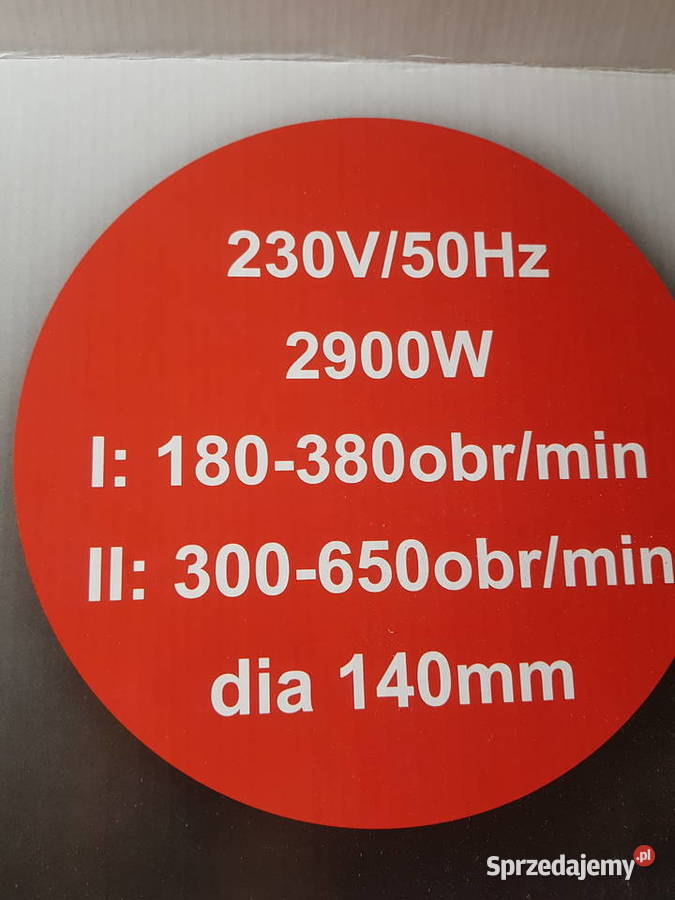 230V/50Hz
2900W
I: 180-380obr/min
II: 300-650obr/min
dia 140mm
Sprzedajemy.pl